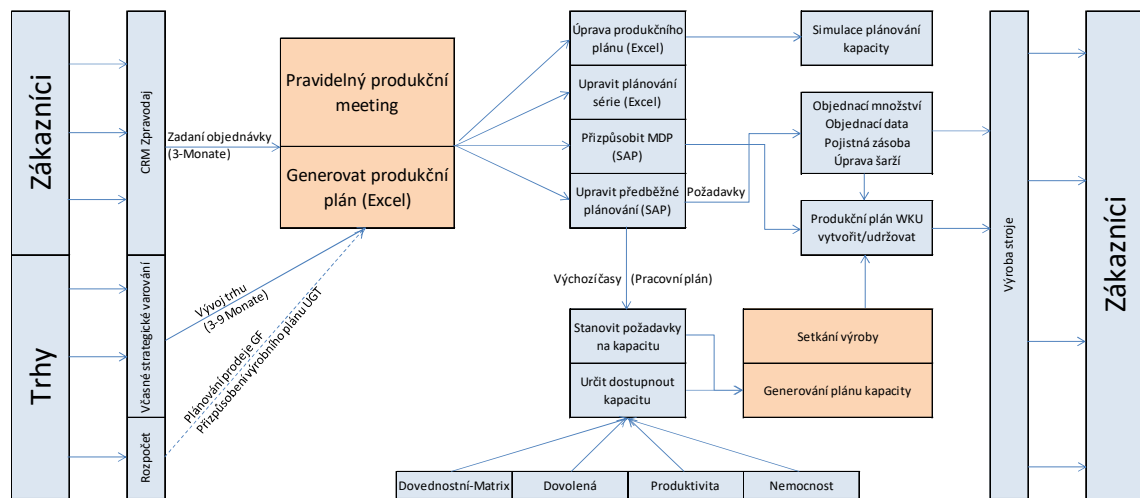 Zákazníci
Trhy
CRM Zpravodaj
Včasné strategické varování
Rozpočet
Zadaní objednávky
(3-Monate)
Vývoj trhu
(3-9 Monate)
Plánování prodeje GF
Přizpůsobení výrobního plánu UGT
Pravidelný produkční
meeting
Generovat produkční
plán (Excel)
Úprava produkčního
plánu (Excel)
Upravit plánování
série (Excel)
Přizpůsobit MDP
(SAP)
Upravit předběžné
plánování (SAP)
Požadavky
Simulace plánování
kapacity
Objednací množství
Objednací data
Pojistná zásoba
Úprava šarží
Produkční plán WKU
vytvořit/udržovat
Výchozí časy
(Pracovní plán)
Stanovit požadavky
na kapacitu
Určit dostupnout
kapacitu
Setkání výroby
Generování plánu kapacity
Dovednostní-Matrix
Dovolená
Produktivita
Nemocnost
Výroba stroje
Zákazníci